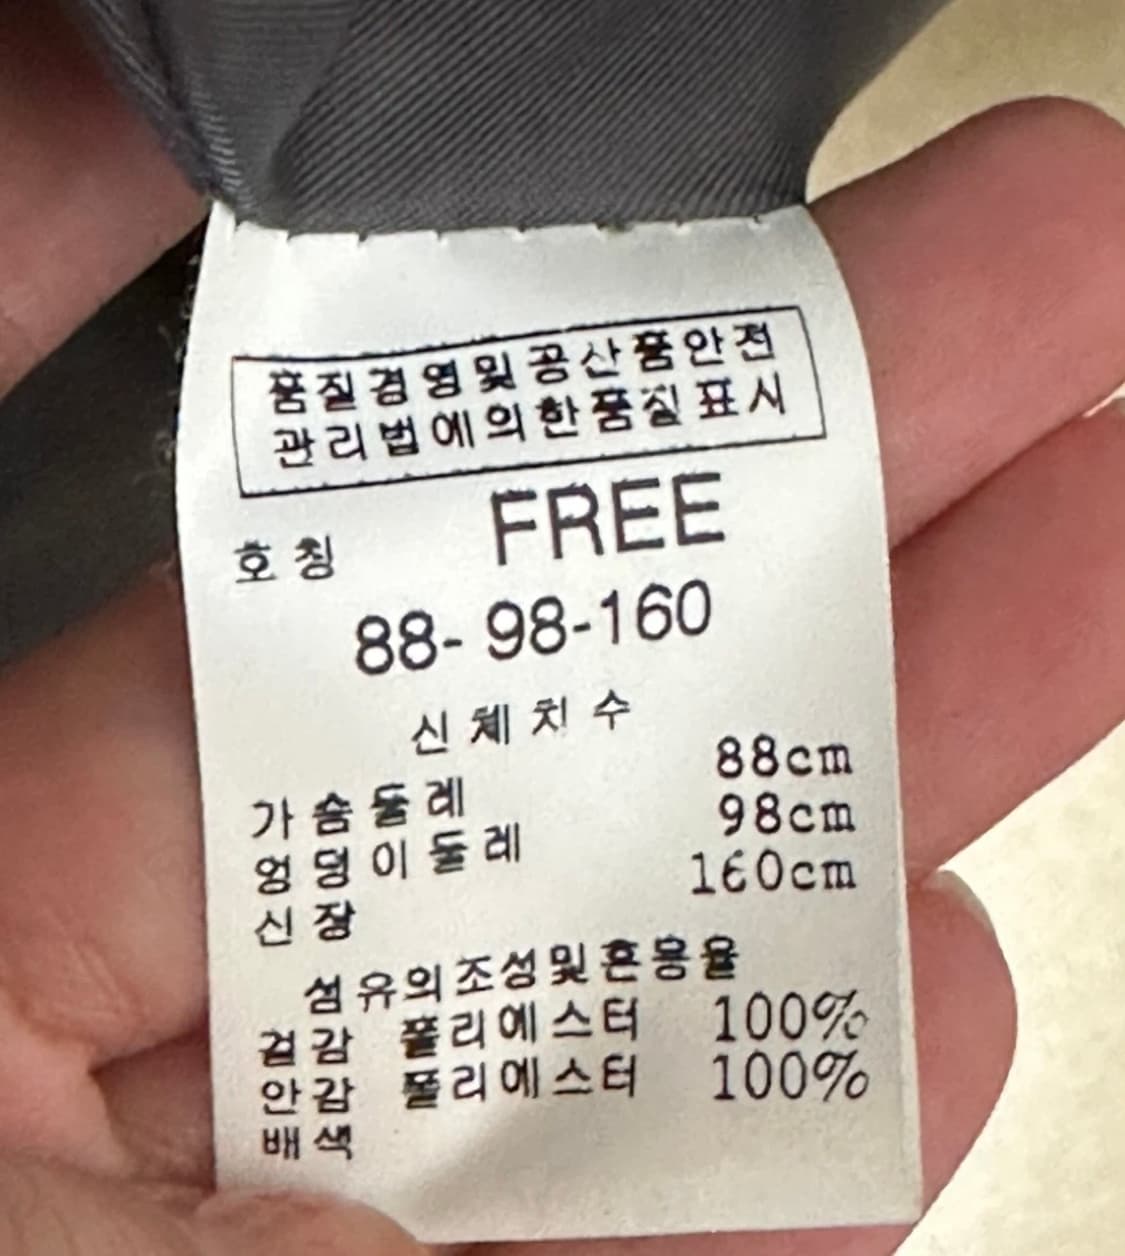 품질경영및공산품안전
관리법에의한품질표시
호칭 FREE
88- 98-160
신체치수
가슴둘레 88cm
엉덩이둘레 98cm
신장 160cm
섬유의조성및혼용율
겉감 폴리에스터 100%
안감 폴리에스터 100%
배색